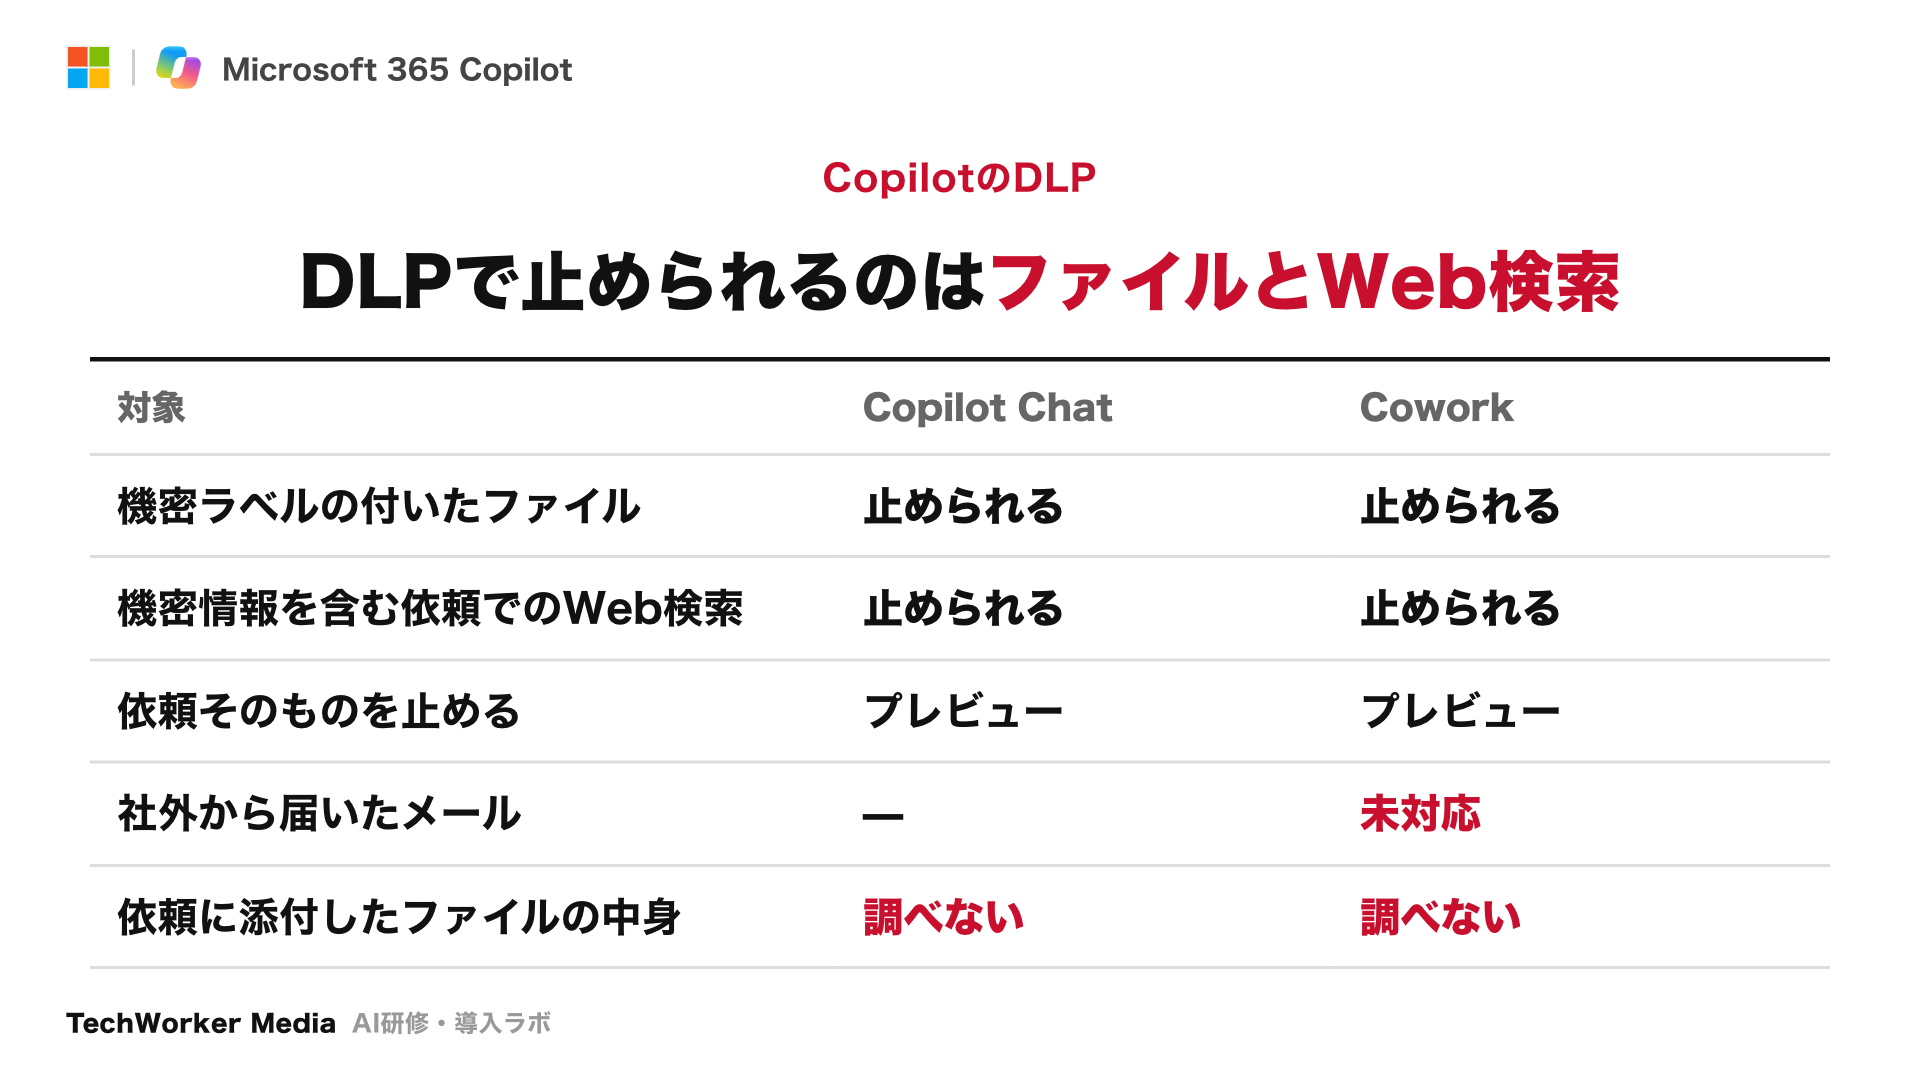 Microsoft 365 Copilot
CopilotのDLP
DLPで止められるのはファイルとWeb検索
対象 Copilot Chat Cowork
機密ラベルの付いたファイル 止められる 止められる
機密情報を含む依頼でのWeb検索 止められる 止められる
依頼そのものを止める プレビュー プレビュー
社外から届いたメール — 未対応
依頼に添付したファイルの中身 調べない 調べない
TechWorker Media AI研修・導入ラボ